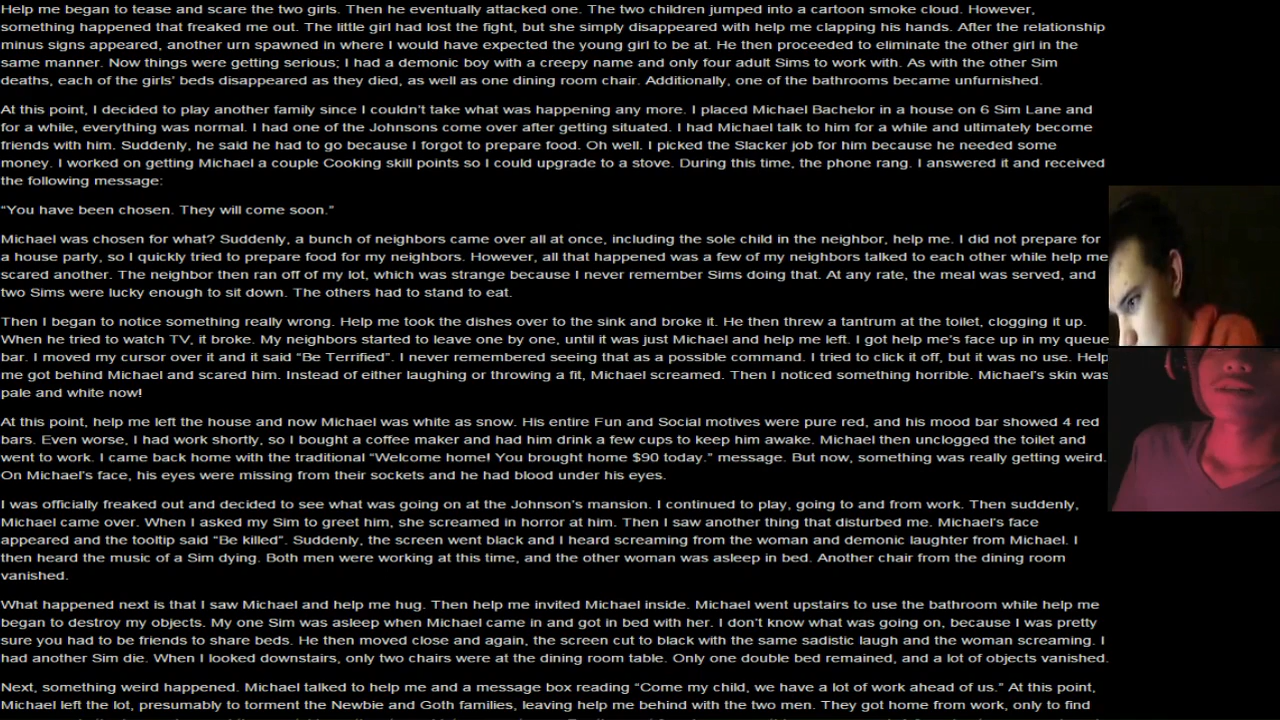 Help me began to tease and scare the two girls. Then he eventually attacked one. The two children jumped into a cartoon smoke cloud. However,
something happened that freaked me out. The little girl had lost the fight, but she simply disappeared with help me clapping his hands. After the relationship
minus signs appeared, another urn spawned in where I would have expected the young girl to be at. He then proceeded to eliminate the other girl in the
same manner. Now things were getting serious; I had a demonic boy with a creepy name and only four adult Sims to work with. As with the other Sim
deaths, each of the girls' beds disappeared as they died, as well as one dining room chair. Additionally, one of the bathrooms became unfurnished.
At this point, I decided to play another family since I couldn't take what was happening any more. I placed Michael Bachelor in a house on 6 Sim Lane and
for a while, everything was normal. I had one of the Johnsons come over after getting situated. I had Michael talk to him for a while and ultimately become
friends with him. Suddenly, he said he had to go because I forgot to prepare food. Oh well. I picked the Slacker job for him because he needed some
money. I worked on getting Michael a couple Cooking skill points so I could upgrade to a stove. During this time, the phone rang. I answered it and received
the following message:
“You have been chosen. They will come soon.”
Michael was chosen for what? Suddenly, a bunch of neighbors came over all at once, including the sole child in the neighbor, help me. I did not prepare for
a house party, so I quickly tried to prepare food for my neighbors. However, all that happened was a few of my neighbors talked to each other while help me
scared another. The neighbor then ran off of my lot, which was strange because I never remember Sims doing that. At any rate, the meal was served, and
two Sims were lucky enough to sit down. The others had to stand to eat.
Then I began to notice something really wrong. Help me took the dishes over to the sink and broke it. He then threw a tantrum at the toilet, clogging it up.
When he tried to watch TV, it broke. My neighbors started to leave one by one, until it was just Michael and help me left. I got help me's face up in my queue
bar. I moved my cursor over it and it said “Be Terrified”. I never remembered seeing that as a possible command. I tried to click it off, but it was no use. Help
me got behind Michael and scared him. Instead of either laughing or throwing a fit, Michael screamed. Then I noticed something horrible. Michael's skin was
pale and white now!
At this point, help me left the house and now Michael was white as snow. His entire Fun and Social motives were pure red, and his mood bar showed 4 red
bars. Even worse, I had work shortly, so I bought a coffee maker and had him drink a few cups to keep him awake. Michael then unclogged the toilet and
went to work. I came back home with the traditional “Welcome home! You brought home $90 today.” message. But now, something was really getting weird.
On Michael's face, his eyes were missing from their sockets and he had blood under his eyes.
I was officially freaked out and decided to see what was going on at the Johnson's mansion. I continued to play, going to and from work. Then suddenly,
Michael came over. When I asked my Sim to greet him, she screamed in horror at him. Then I saw another thing that disturbed me. Michael's face
appeared and the tooltip said “Be killed”. Suddenly, the screen went black and I heard screaming from the woman and demonic laughter from Michael. I
then heard the music of a Sim dying. Both men were working at this time, and the other woman was asleep in bed. Another chair from the dining room
vanished.
What happened next is that I saw Michael and help me hug. Then help me invited Michael inside. Michael went upstairs to use the bathroom while help me
began to destroy my objects. My one Sim was asleep when Michael came in and got in bed with her. I don't know what was going on, because I was pretty
sure you had to be friends to share beds. He then moved close and again, the screen cut to black with the same sadistic laugh and the woman screaming. I
had another Sim die. When I looked downstairs, only two chairs were at the dining room table. Only one double bed remained, and a lot of objects vanished.
Next, something weird happened. Michael talked to help me and a message box reading “Come my child, we have a lot of work ahead of us.” At this point,
Michael left the lot, presumably to torment the Newbie and Goth families, leaving help me behind with the two men. They got home from work, only to find